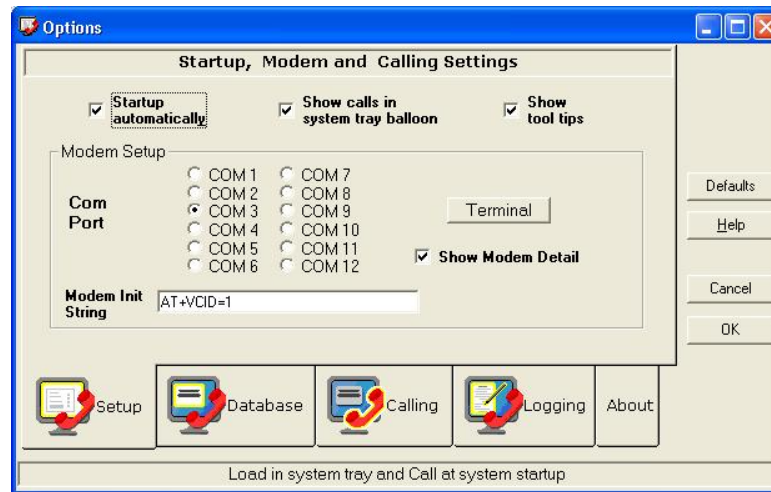 Options
Startup, Modem and Calling Settings
Startup
automatically
Show calls in
system tray balloon
Show
tool tips
Modem Setup
Com
Port
COM 1
COM 2
COM 3
COM 4
COM 5
COM 6
COM 7
COM 8
COM 9
COM 10
COM 11
COM 12
Terminal
Show Modem Detail
Modem Init
String
AT+VCID=1
Defaults
Help
Cancel
OK
Setup
Database
Calling
Logging
About
Load in system tray and Call at system startup